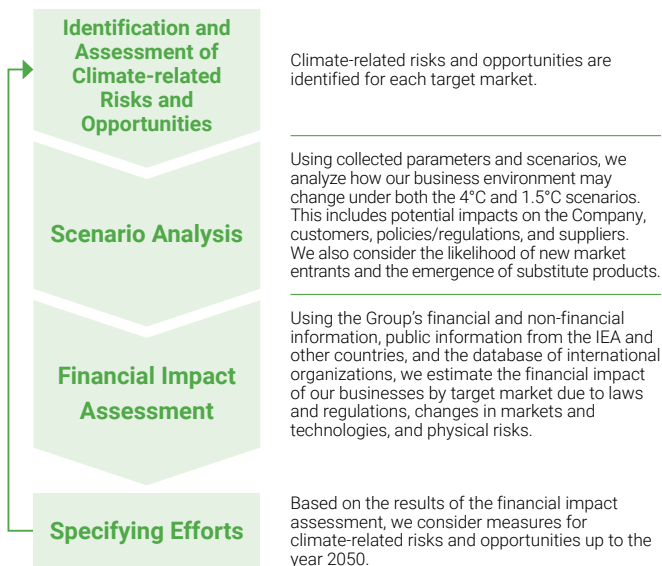 Identification and
Assessment of
Climate-related
Risks and
Opportunities
Climate-related risks and opportunities are
identified for each target market.
Scenario Analysis
Using collected parameters and scenarios, we
analyze how our business environment may
change under both the 4°C and 1.5°C scenarios.
This includes potential impacts on the Company,
customers, policies/regulations, and suppliers.
We also consider the likelihood of new market
entrants and the emergence of substitute products.
Financial Impact
Assessment
Using the Group’s financial and non-financial
information, public information from the IEA and
other countries, and the database of international
organizations, we estimate the financial impact
of our businesses by target market due to laws
and regulations, changes in markets and
technologies, and physical risks.
Specifying Efforts
Based on the results of the financial impact
assessment, we consider measures for
climate-related risks and opportunities up to the
year 2050.